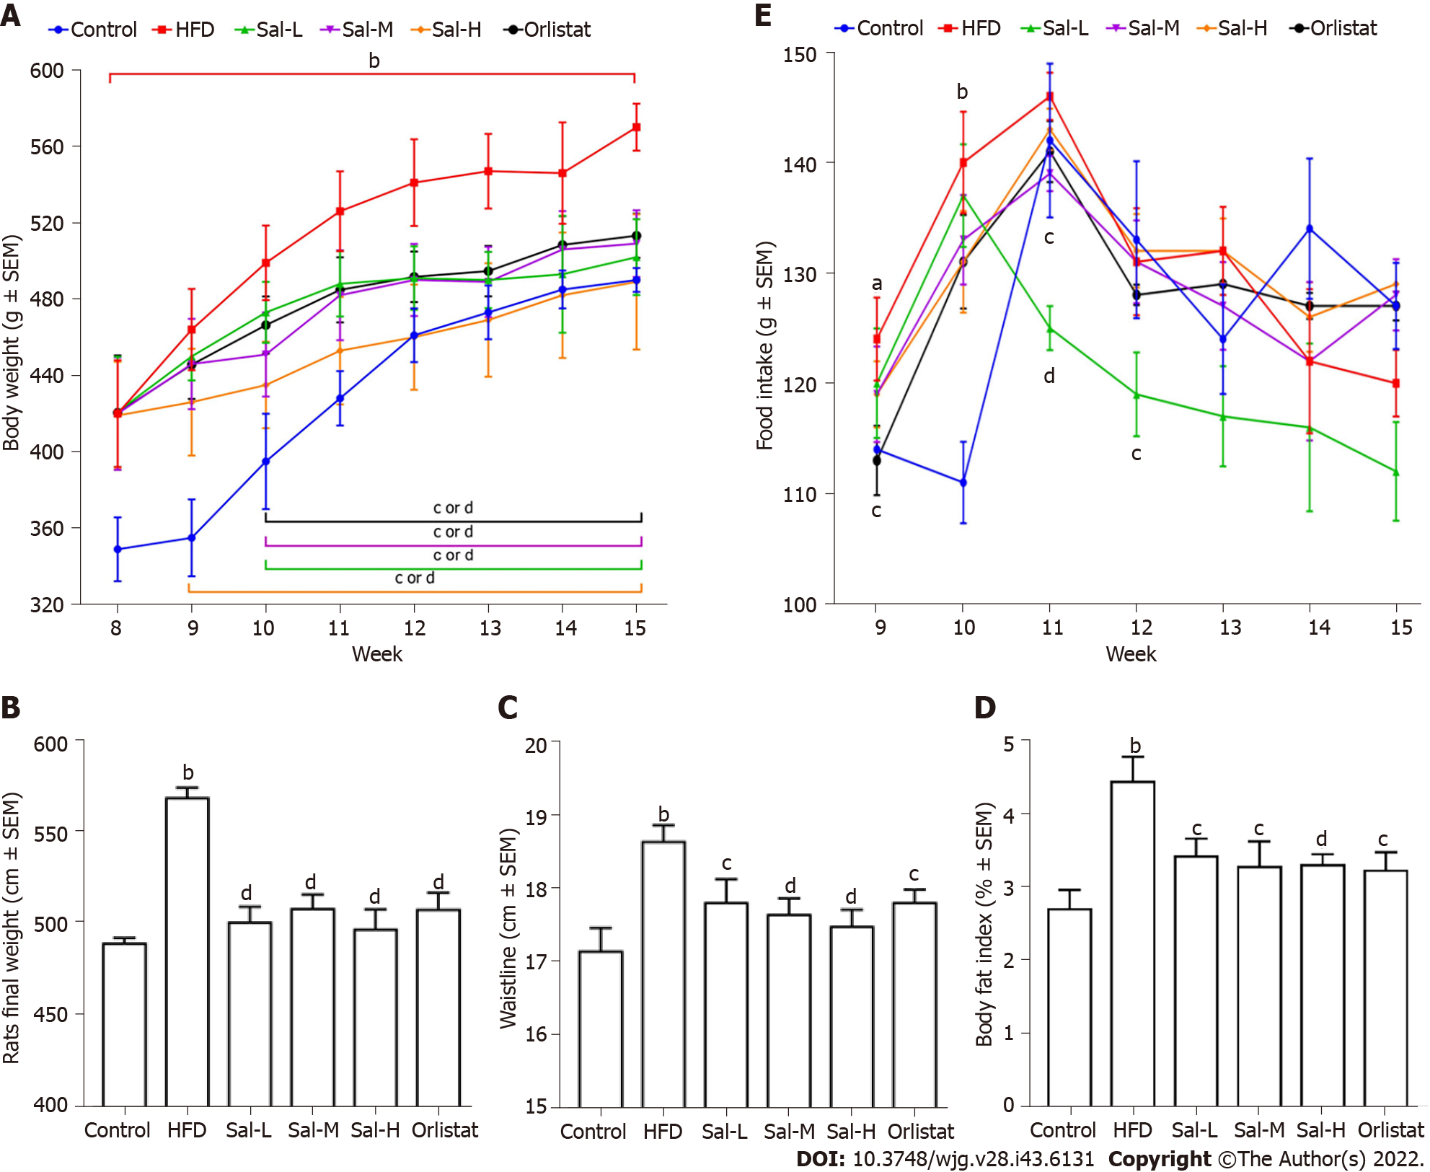 A
Control HFD Sal-L Sal-M Sal-H Orlistat
b
600
560
520
480
440
400
360
320
Body weight (g ± SEM)
c or d
c or d
c or d
c or d
8 9 10 11 12 13 14 15
Week
E
Control HFD Sal-L Sal-M Sal-H Orlistat
150
140
130
120
110
100
Food intake (g ± SEM)
b
a
c
c
d
c
9 10 11 12 13 14 15
Week
B
600
550
500
450
400
Rats final weight (cm ± SEM)
b
d d d d
Control HFD Sal-L Sal-M Sal-H Orlistat
C
20
19
18
17
16
15
Waistline (cm ± SEM)
b
c d d c
Control HFD Sal-L Sal-M Sal-H Orlistat
D
5
4
3
2
1
0
Body fat index (% ± SEM)
b
c c d c
Control HFD Sal-L Sal-M Sal-H Orlistat
DOI: 10.3748/wjg.v28.i43.6131 Copyright ©The Author(s) 2022.